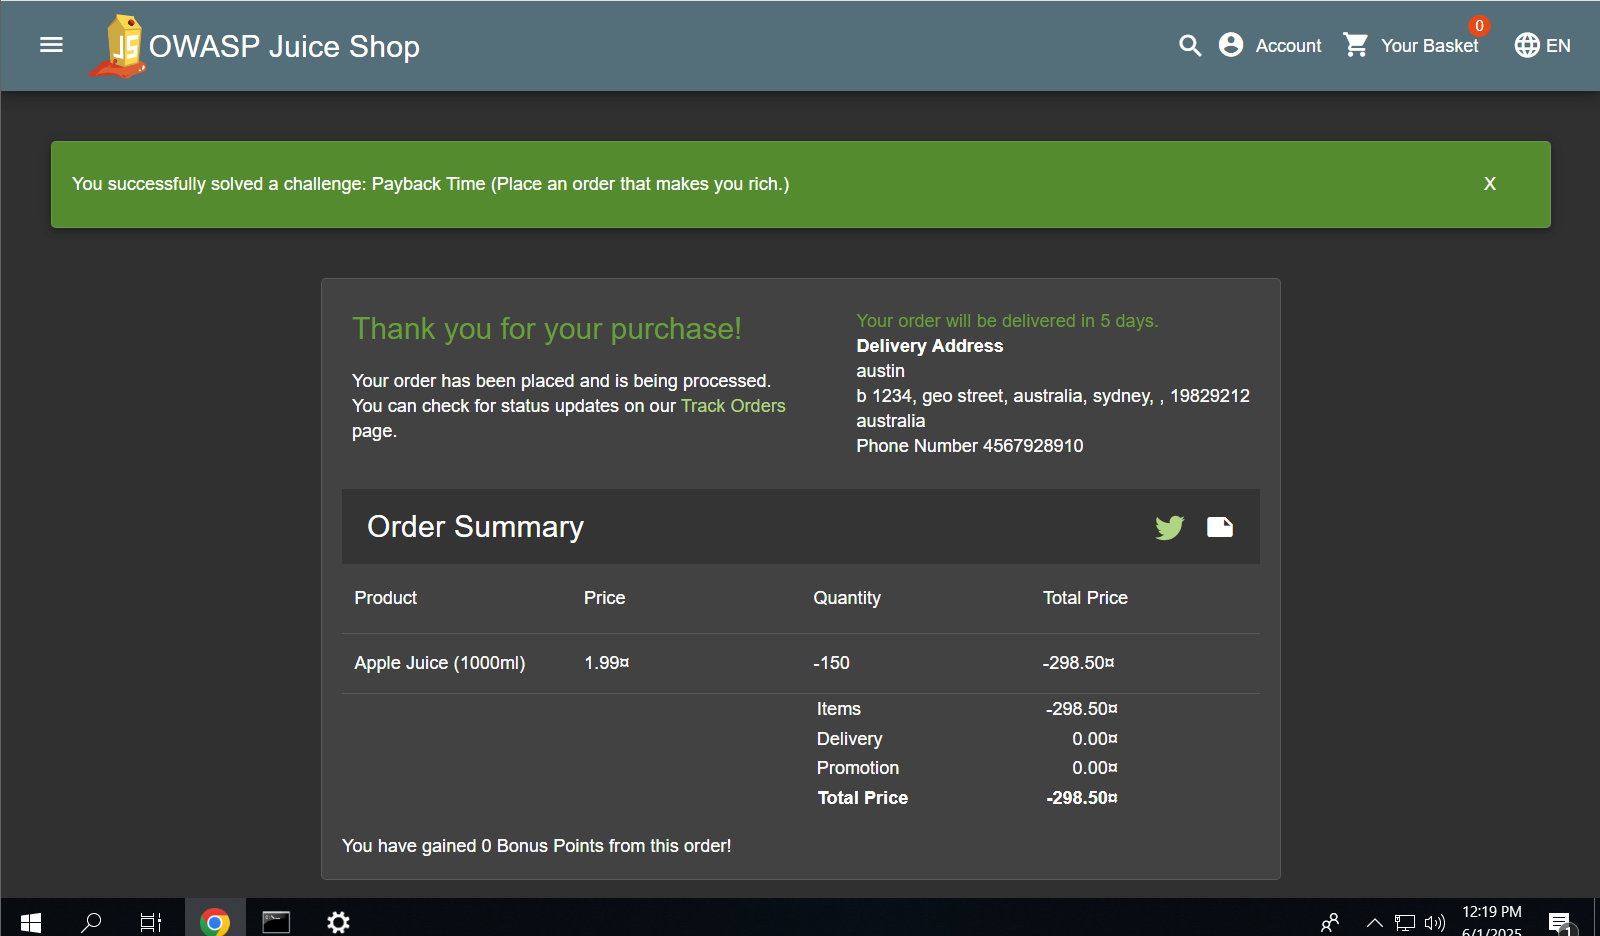 OWASP Juice Shop
Account
Your Basket
0
EN
You successfully solved a challenge: Payback Time (Place an order that makes you rich.)
X
Thank you for your purchase!
Your order has been placed and is being processed.
You can check for status updates on our Track Orders
page.
Your order will be delivered in 5 days.
Delivery Address
austin
b 1234, geo street, australia, sydney, , 19829212
australia
Phone Number 4567928910
Order Summary
Product Price Quantity Total Price
Apple Juice (1000ml) 1.99¤ -150 -298.50¤
Items -298.50¤
Delivery 0.00¤
Promotion 0.00¤
Total Price -298.50¤
You have gained 0 Bonus Points from this order!
12:19 PM
6/1/2025
1